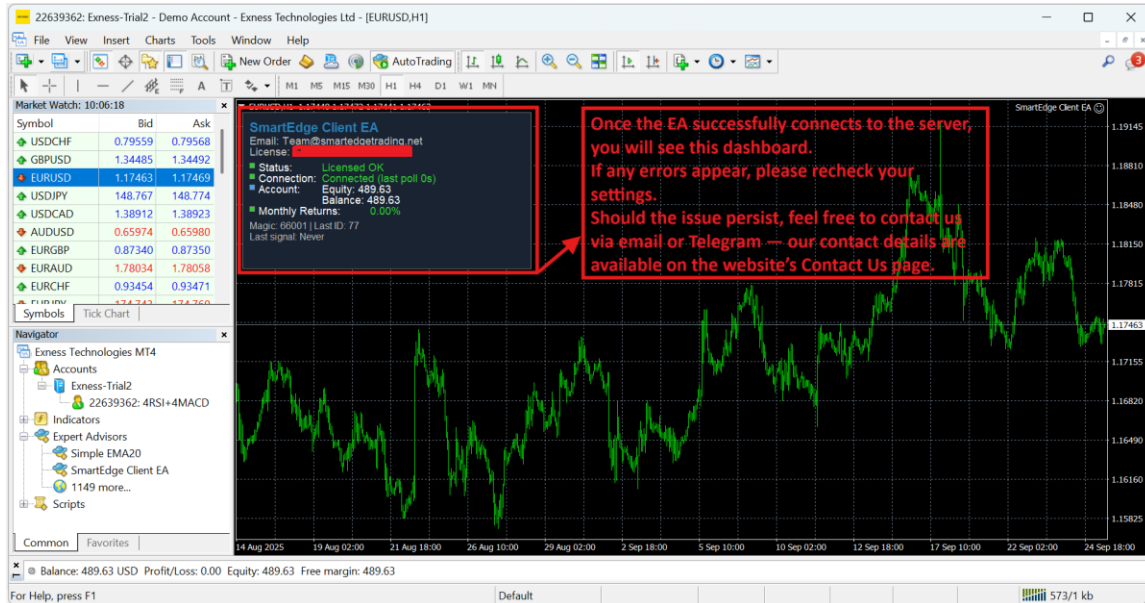 22639362: Exness-Trial2 - Demo Account - Exness Technologies Ltd - [EURUSD,H1]
File View Insert Charts Tools Window Help
New Order AutoTrading
3
A T M1 M5 M15 M30 H1 H4 D1 W1 MN
Market Watch: 10:06:18
Symbol Bid Ask
USDCHF 0.79559 0.79568
GBPUSD 1.34485 1.34492
EURUSD 1.17463 1.17469
USDJPY 148.767 148.774
USDCAD 1.38912 1.38923
AUDUSD 0.65974 0.65980
EURGBP 0.87340 0.87350
EURAUD 1.78034 1.78058
EURCHF 0.93454 0.93471
Symbols Tick Chart
Navigator
Exness Technologies MT4
Accounts
Exness-Trial2
22639362: 4RSI+4MACD
Indicators
Expert Advisors
Simple EMA20
SmartEdge Client EA
1149 more...
Scripts
Common Favorites
SmartEdge Client EA
Email: Team@smartedgetrading.net
License:
Status: Licensed OK
Connection: Connected (last poll 0s)
Account: Equity: 489.63
Balance: 489.63
Monthly Returns: 0.00%
Magic: 66001 | Last ID: 77
Last signal: Never
Once the EA successfully connects to the server,
you will see this dashboard.
If any errors appear, please recheck your
settings.
Should the issue persist, feel free to contact us
via email or Telegram — our contact details are
available on the website's Contact Us page.
SmartEdge Client EA
1.19145
1.18810
1.18480
1.18150
1.17815
1.17463
1.17155
1.16820
1.16490
1.16160
1.15825
14 Aug 2025 19 Aug 02:00 21 Aug 18:00 26 Aug 10:00 29 Aug 02:00 2 Sep 18:00 5 Sep 10:00 10 Sep 02:00 12 Sep 18:00 17 Sep 10:00 22 Sep 02:00 24 Sep 18:00
Balance: 489.63 USD Profit/Loss: 0.00 Equity: 489.63 Free margin: 489.63
For Help, press F1 Default 573/1 kb